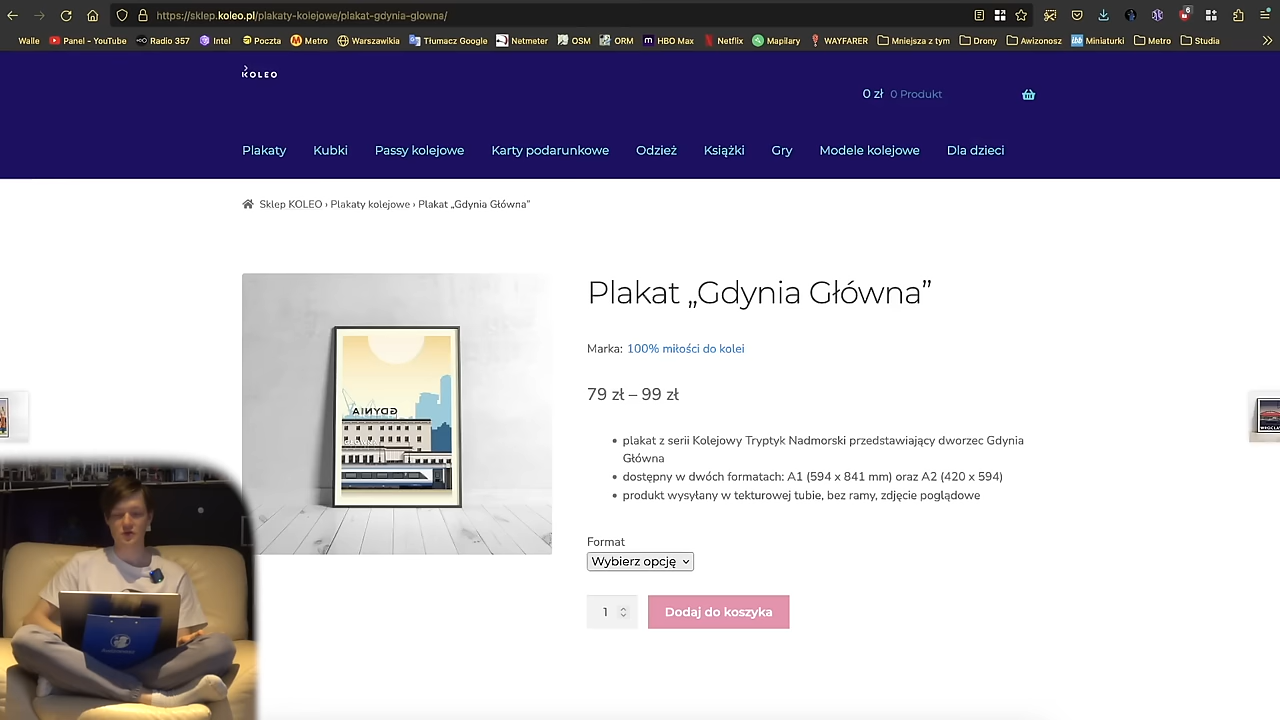 https://sklep.koleo.pl/plakaty-kolejowe/plakat-gdynia-glowna/
6
Walle Panel - YouTube Radio 357 Intel Poczta Metro Warszawikia Tłumacz Google Netmeter OSM ORM HBO Max Netflix Mapilary WAYFARER Mniejsza z tym Drony Awizonosz Miniaturki Metro Studia
KOLEO
0 zł 0 Produkt
Plakaty Kubki Passy kolejowe Karty podarunkowe Odzież Książki Gry Modele kolejowe Dla dzieci
Sklep KOLEO › Plakaty kolejowe › Plakat „Gdynia Główna”
Plakat „Gdynia Główna”
Marka: 100% miłości do kolei
79 zł – 99 zł
• plakat z serii Kolejowy Tryptyk Nadmorski przedstawiający dworzec Gdynia
Główna
• dostępny w dwóch formatach: A1 (594 x 841 mm) oraz A2 (420 x 594)
• produkt wysyłany w tekturowej tubie, bez ramy, zdjęcie poglądowe
GDYNIA
WROCŁAW
Format
Wybierz opcję
1 Dodaj do koszyka